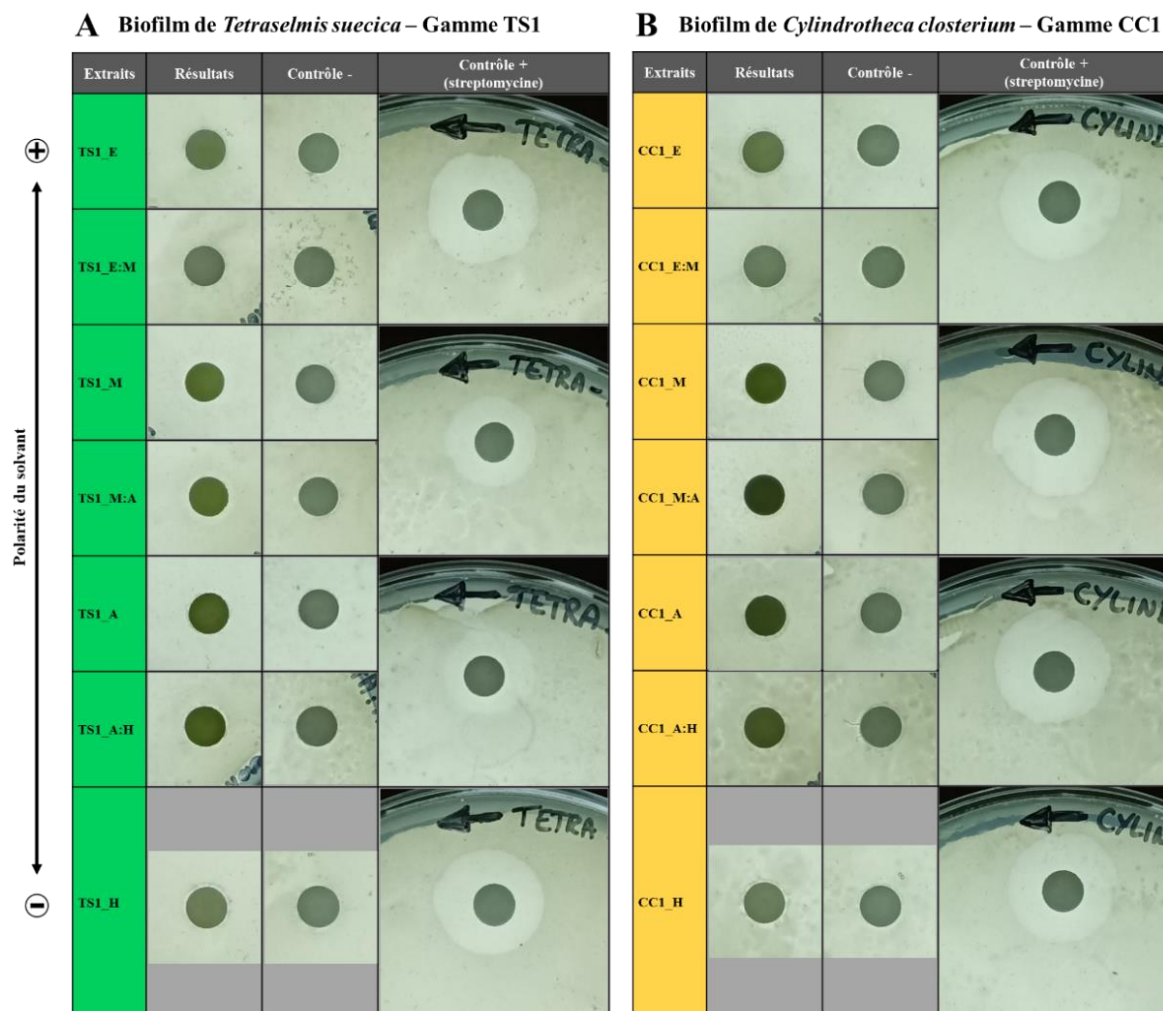 A Biofilm de Tetraselmis suecica – Gamme TS1
Extraits Résultats Contrôle - Contrôle +
(streptomycine)
TS1_E
TETRA-
TS1_E:M
TS1_M
TETRA-
TS1_M:A
TS1_A
TETRA
TS1_A:H
TS1_H
TETRA
Polarité du solvant
B Biofilm de Cylindrotheca closterium – Gamme CC1
Extraits Résultats Contrôle - Contrôle +
(streptomycine)
CC1_E
CYLIND
CC1_E:M
CC1_M
CYLIN
CC1_M:A
CC1_A
CYLIND
CC1_A:H
CC1_H
CYLIN